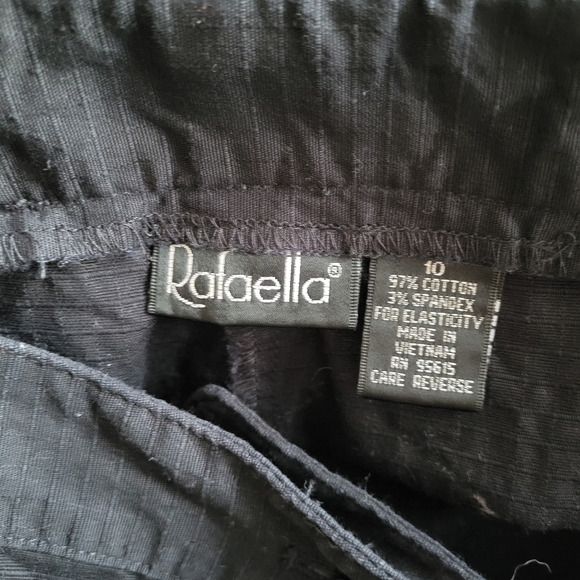 Rafaella®
10
97% COTTON
3% SPANDEX
FOR ELASTICITY
MADE IN
VIETNAM
RN 95615
CARE REVERSE